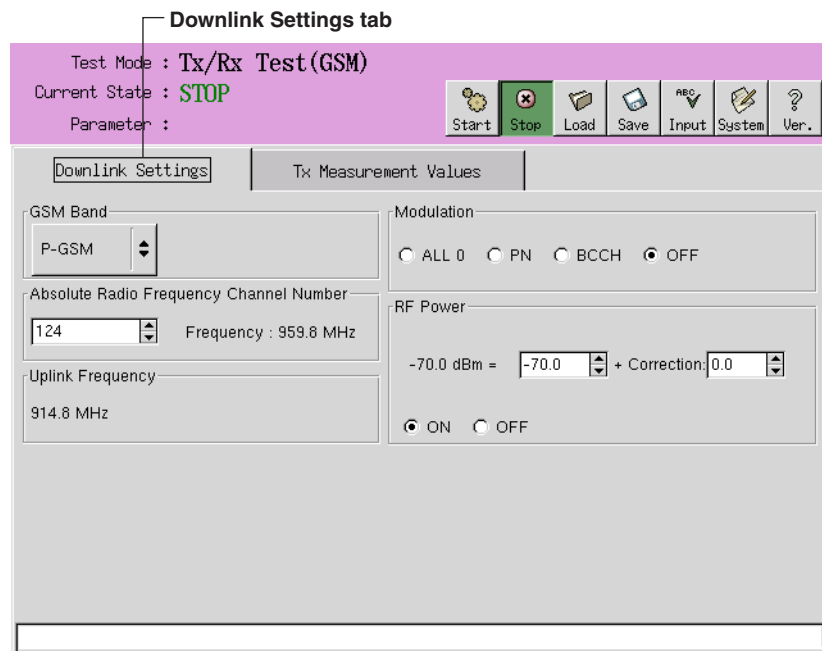 Downlink Settings tab
Test Mode : Tx/Rx Test(GSM)
Current State : STOP
Parameter :
Start Stop Load Save ABC Input System ? Ver.
Downlink Settings Tx Measurement Values
GSM Band
P-GSM
Absolute Radio Frequency Channel Number
124 Frequency : 959.8 MHz
Uplink Frequency
914.8 MHz
Modulation
ALL 0 PN BCCH OFF
RF Power
-70.0 dBm = -70.0 + Correction: 0.0
ON OFF